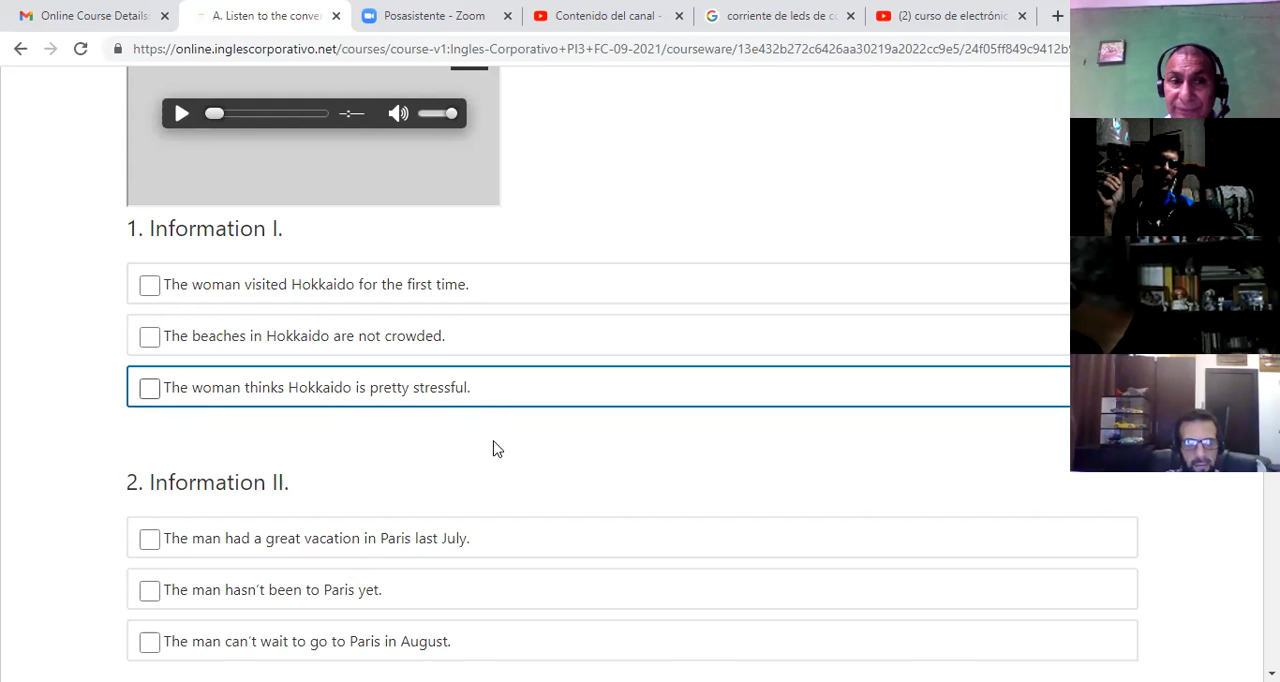 Online Course Details:
A. Listen to the conve
Posasistente - Zoom
Contenido del canal -
corriente de leds de co
(2) curso de electrónic
https://online.inglescorporativo.net/courses/course-v1:Ingles-Corporativo+PI3+FC-09-2021/courseware/13e432b272c6426aa30219a2022cc9e5/24f05ff849c9412b9
1. Information I.
The woman visited Hokkaido for the first time.
The beaches in Hokkaido are not crowded.
The woman thinks Hokkaido is pretty stressful.
2. Information II.
The man had a great vacation in Paris last July.
The man hasn't been to Paris yet.
The man can't wait to go to Paris in August.